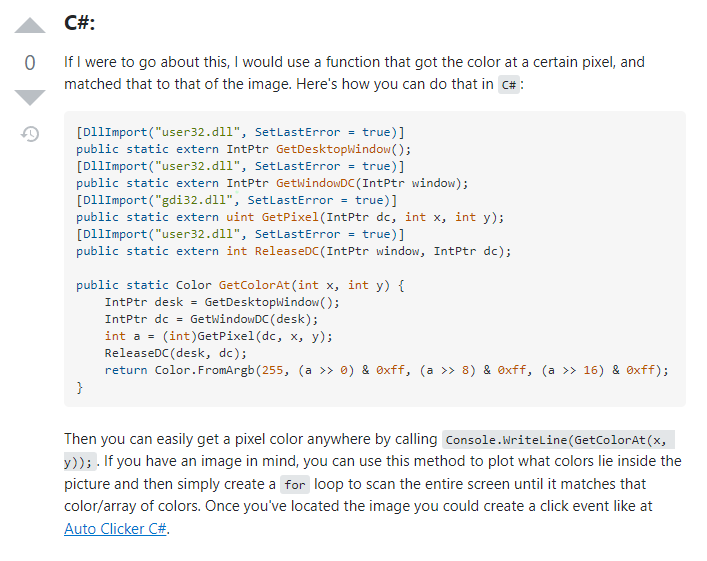 C#:
0
If I were to go about this, I would use a function that got the color at a certain pixel, and
matched that to that of the image. Here's how you can do that in C#:
[DllImport("user32.dll", SetLastError = true)]
public static extern IntPtr GetDesktopWindow();
[DllImport("user32.dll", SetLastError = true)]
public static extern IntPtr GetWindowDC(IntPtr window);
[DllImport("gdi32.dll", SetLastError = true)]
public static extern uint GetPixel(IntPtr dc, int x, int y);
[DllImport("user32.dll", SetLastError = true)]
public static extern int ReleaseDC(IntPtr window, IntPtr dc);

public static Color GetColorAt(int x, int y) {
    IntPtr desk = GetDesktopWindow();
    IntPtr dc = GetWindowDC(desk);
    int a = (int)GetPixel(dc, x, y);
    ReleaseDC(desk, dc);
    return Color.FromArgb(255, (a >> 0) & 0xff, (a >> 8) & 0xff, (a >> 16) & 0xff);
}
Then you can easily get a pixel color anywhere by calling Console.WriteLine(GetColorAt(x,
y)); . If you have an image in mind, you can use this method to plot what colors lie inside the
picture and then simply create a for loop to scan the entire screen until it matches that
color/array of colors. Once you've located the image you could create a click event like at
Auto Clicker C#.